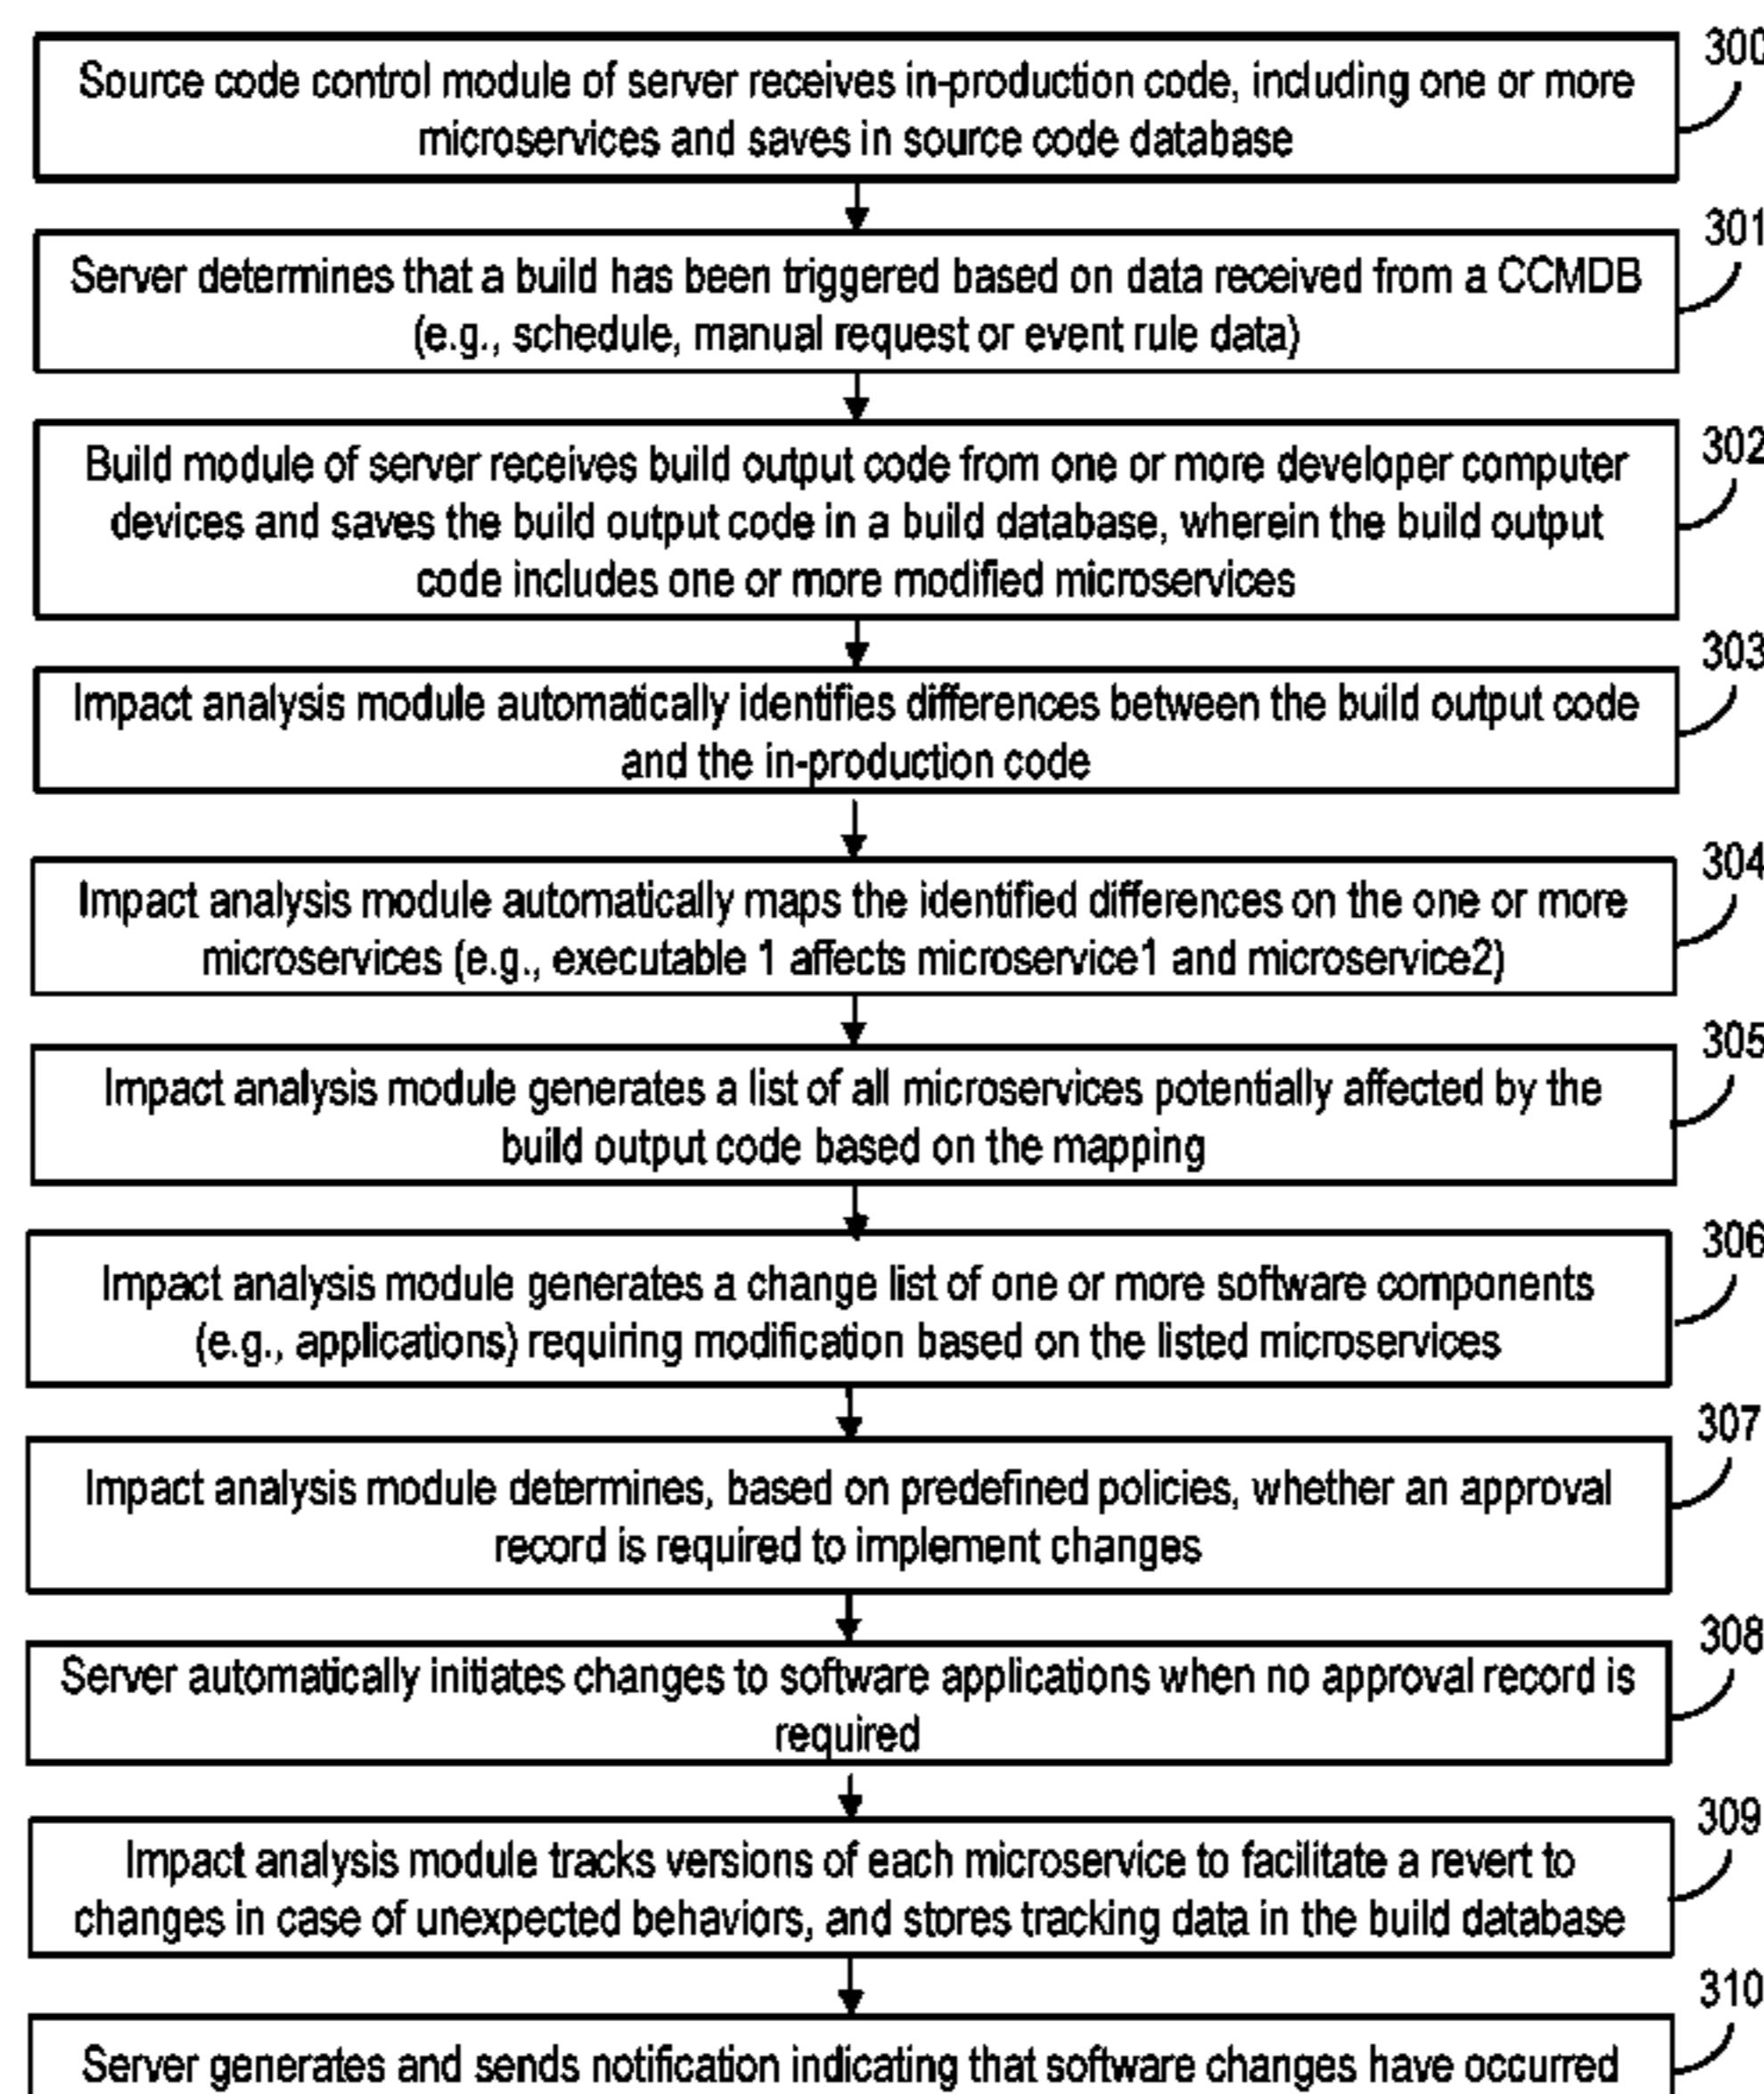 300
Source code control module of server receives in-production code, including one or more
microservices and saves in source code database
301
Server determines that a build has been triggered based on data received from a CCMDB
(e.g., schedule, manual request or event rule data)
302
Build module of server receives build output code from one or more developer computer
devices and saves the build output code in a build database, wherein the build output
code includes one or more modified microservices
303
Impact analysis module automatically identifies differences between the build output code
and the in-production code
304
Impact analysis module automatically maps the identified differences on the one or more
microservices (e.g., executable 1 affects microservice1 and microservice2)
305
Impact analysis module generates a list of all microservices potentially affected by the
build output code based on the mapping
306
Impact analysis module generates a change list of one or more software components
(e.g., applications) requiring modification based on the listed microservices
307
Impact analysis module determines, based on predefined policies, whether an approval
record is required to implement changes
308
Server automatically initiates changes to software applications when no approval record is
required
309
Impact analysis module tracks versions of each microservice to facilitate a revert to
changes in case of unexpected behaviors, and stores tracking data in the build database
310
Server generates and sends notification indicating that software changes have occurred